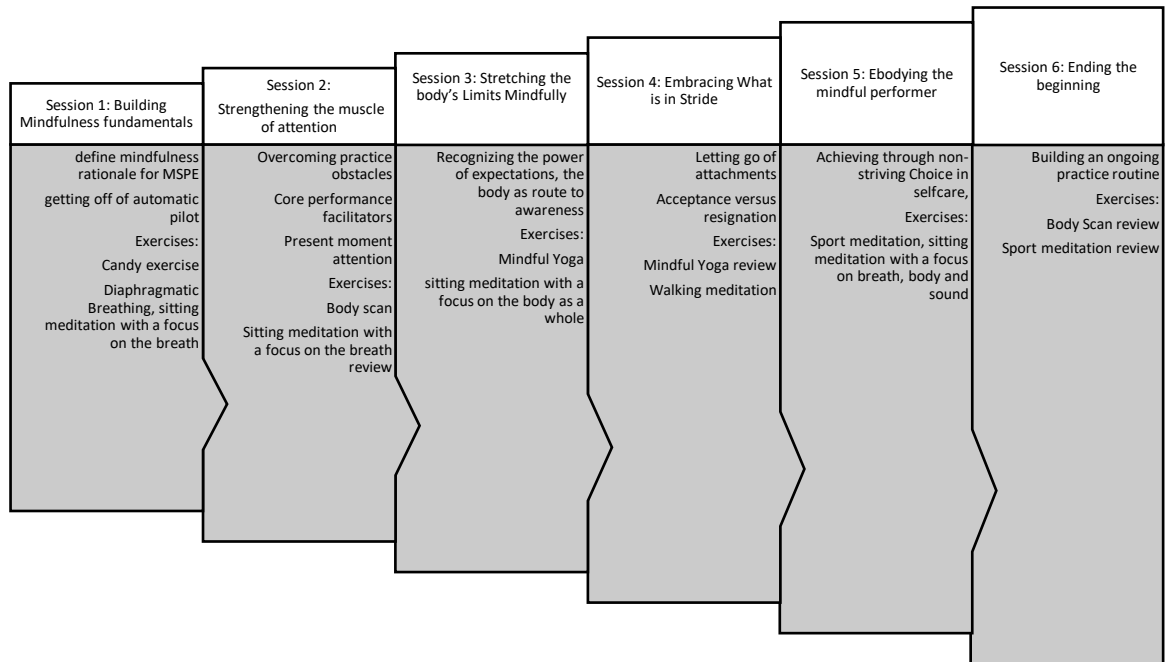 Session 1: Building
Mindfulness fundamentals
define mindfulness
rationale for MSPE
getting off of automatic
pilot
Exercises:
Candy exercise
Diaphragmatic
Breathing, sitting
meditation with a focus
on the breath
Session 2:
Strengthening the muscle
of attention
Overcoming practice
obstacles
Core performance
facilitators
Present moment
attention
Exercises:
Body scan
Sitting meditation with
a focus on the breath
review
Session 3: Stretching the
body's Limits Mindfully
Recognizing the power
of expectations, the
body as route to
awareness
Exercises:
Mindful Yoga
sitting meditation with a
focus on the body as a
whole
Session 4: Embracing What
is in Stride
Letting go of
attachments
Acceptance versus
resignation
Exercises:
Mindful Yoga review
Walking meditation
Session 5: Ebodying the
mindful performer
Achieving through non-
striving Choice in
selfcare,
Exercises:
Sport meditation, sitting
meditation with a focus
on breath, body and
sound
Session 6: Ending the
beginning
Building an ongoing
practice routine
Exercises:
Body Scan review
Sport meditation review